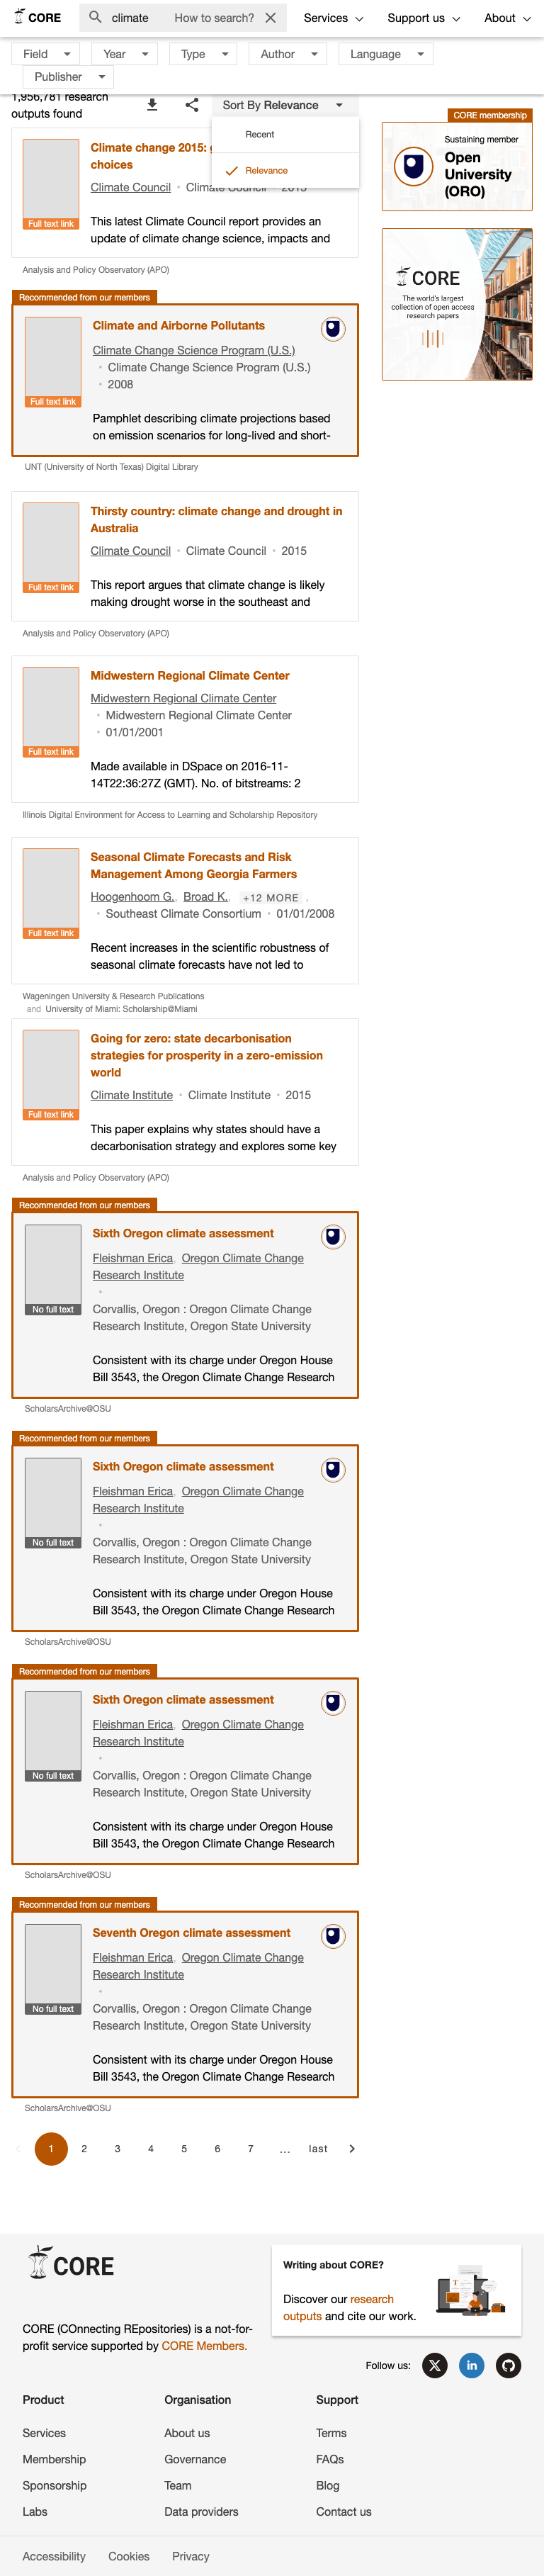 CORE
climate
How to search?
Services
Support us
About
Field
Year
Type
Author
Language
Publisher
1,956,781 research
outputs found
Sort By Relevance
Recent
Relevance
CORE membership
Sustaining member
Open
University
(ORO)
CORE
The world's largest
collection of open access
research papers
Climate change 2015:
choices
Climate Council • Climate Council • 2015
Full text link
This latest Climate Council report provides an
update of climate change science, impacts and
Analysis and Policy Observatory (APO)
Recommended from our members
Climate and Airborne Pollutants
Climate Change Science Program (U.S.)
• Climate Change Science Program (U.S.)
• 2008
Full text link
Pamphlet describing climate projections based
on emission scenarios for long-lived and short-
UNT (University of North Texas) Digital Library
Thirsty country: climate change and drought in
Australia
Climate Council • Climate Council • 2015
Full text link
This report argues that climate change is likely
making drought worse in the southeast and
Analysis and Policy Observatory (APO)
Midwestern Regional Climate Center
Midwestern Regional Climate Center
• Midwestern Regional Climate Center
• 01/01/2001
Full text link
Made available in DSpace on 2016-11-
14T22:36:27Z (GMT). No. of bitstreams: 2
Illinois Digital Environment for Access to Learning and Scholarship Repository
Seasonal Climate Forecasts and Risk
Management Among Georgia Farmers
Hoogenhoom G., Broad K., +12 MORE ,
• Southeast Climate Consortium • 01/01/2008
Full text link
Recent increases in the scientific robustness of
seasonal climate forecasts have not led to
Wageningen University & Research Publications
and University of Miami: Scholarship@Miami
Going for zero: state decarbonisation
strategies for prosperity in a zero-emission
world
Climate Institute • Climate Institute • 2015
Full text link
This paper explains why states should have a
decarbonisation strategy and explores some key
Analysis and Policy Observatory (APO)
Recommended from our members
Sixth Oregon climate assessment
Fleishman Erica, Oregon Climate Change
Research Institute
•
Corvallis, Oregon : Oregon Climate Change
Research Institute, Oregon State University
No full text
Consistent with its charge under Oregon House
Bill 3543, the Oregon Climate Change Research
ScholarsArchive@OSU
Recommended from our members
Sixth Oregon climate assessment
Fleishman Erica, Oregon Climate Change
Research Institute
•
Corvallis, Oregon : Oregon Climate Change
Research Institute, Oregon State University
No full text
Consistent with its charge under Oregon House
Bill 3543, the Oregon Climate Change Research
ScholarsArchive@OSU
Recommended from our members
Sixth Oregon climate assessment
Fleishman Erica, Oregon Climate Change
Research Institute
•
Corvallis, Oregon : Oregon Climate Change
Research Institute, Oregon State University
No full text
Consistent with its charge under Oregon House
Bill 3543, the Oregon Climate Change Research
ScholarsArchive@OSU
Recommended from our members
Seventh Oregon climate assessment
Fleishman Erica, Oregon Climate Change
Research Institute
•
Corvallis, Oregon : Oregon Climate Change
Research Institute, Oregon State University
No full text
Consistent with its charge under Oregon House
Bill 3543, the Oregon Climate Change Research
ScholarsArchive@OSU
1 2 3 4 5 6 7 ... last
CORE
CORE (COnnecting REpositories) is a not-for-
profit service supported by CORE Members.
Writing about CORE?
Discover our research
outputs and cite our work.
Follow us:
Product
Services
Membership
Sponsorship
Labs
Organisation
About us
Governance
Team
Data providers
Support
Terms
FAQs
Blog
Contact us
Accessibility
Cookies
Privacy